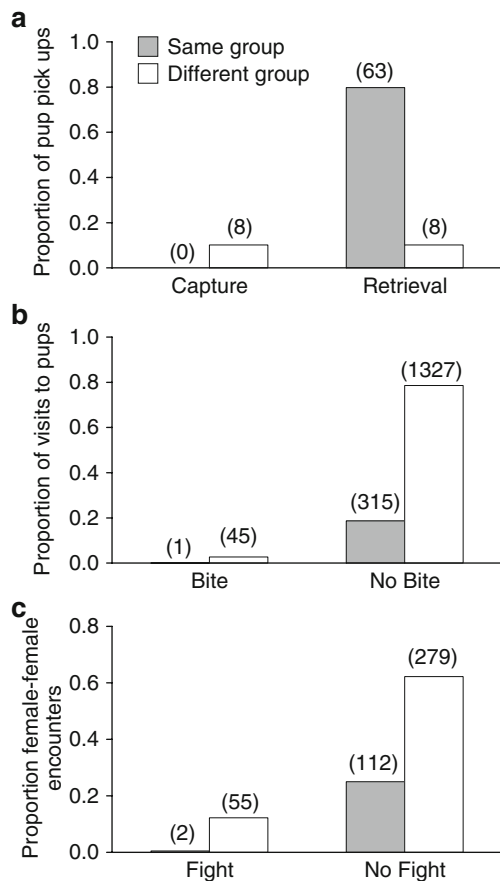 a
Same group
Different group
Proportion of pup pick ups
1.0
0.8
0.6
0.4
0.2
0.0
(0)
(8)
(63)
(8)
Capture
Retrieval
b
Proportion of visits to pups
1.0
0.8
0.6
0.4
0.2
0.0
(1)
(45)
(315)
(1327)
Bite
No Bite
c
Proportion female-female
encounters
0.8
0.6
0.4
0.2
0.0
(2)
(55)
(112)
(279)
Fight
No Fight